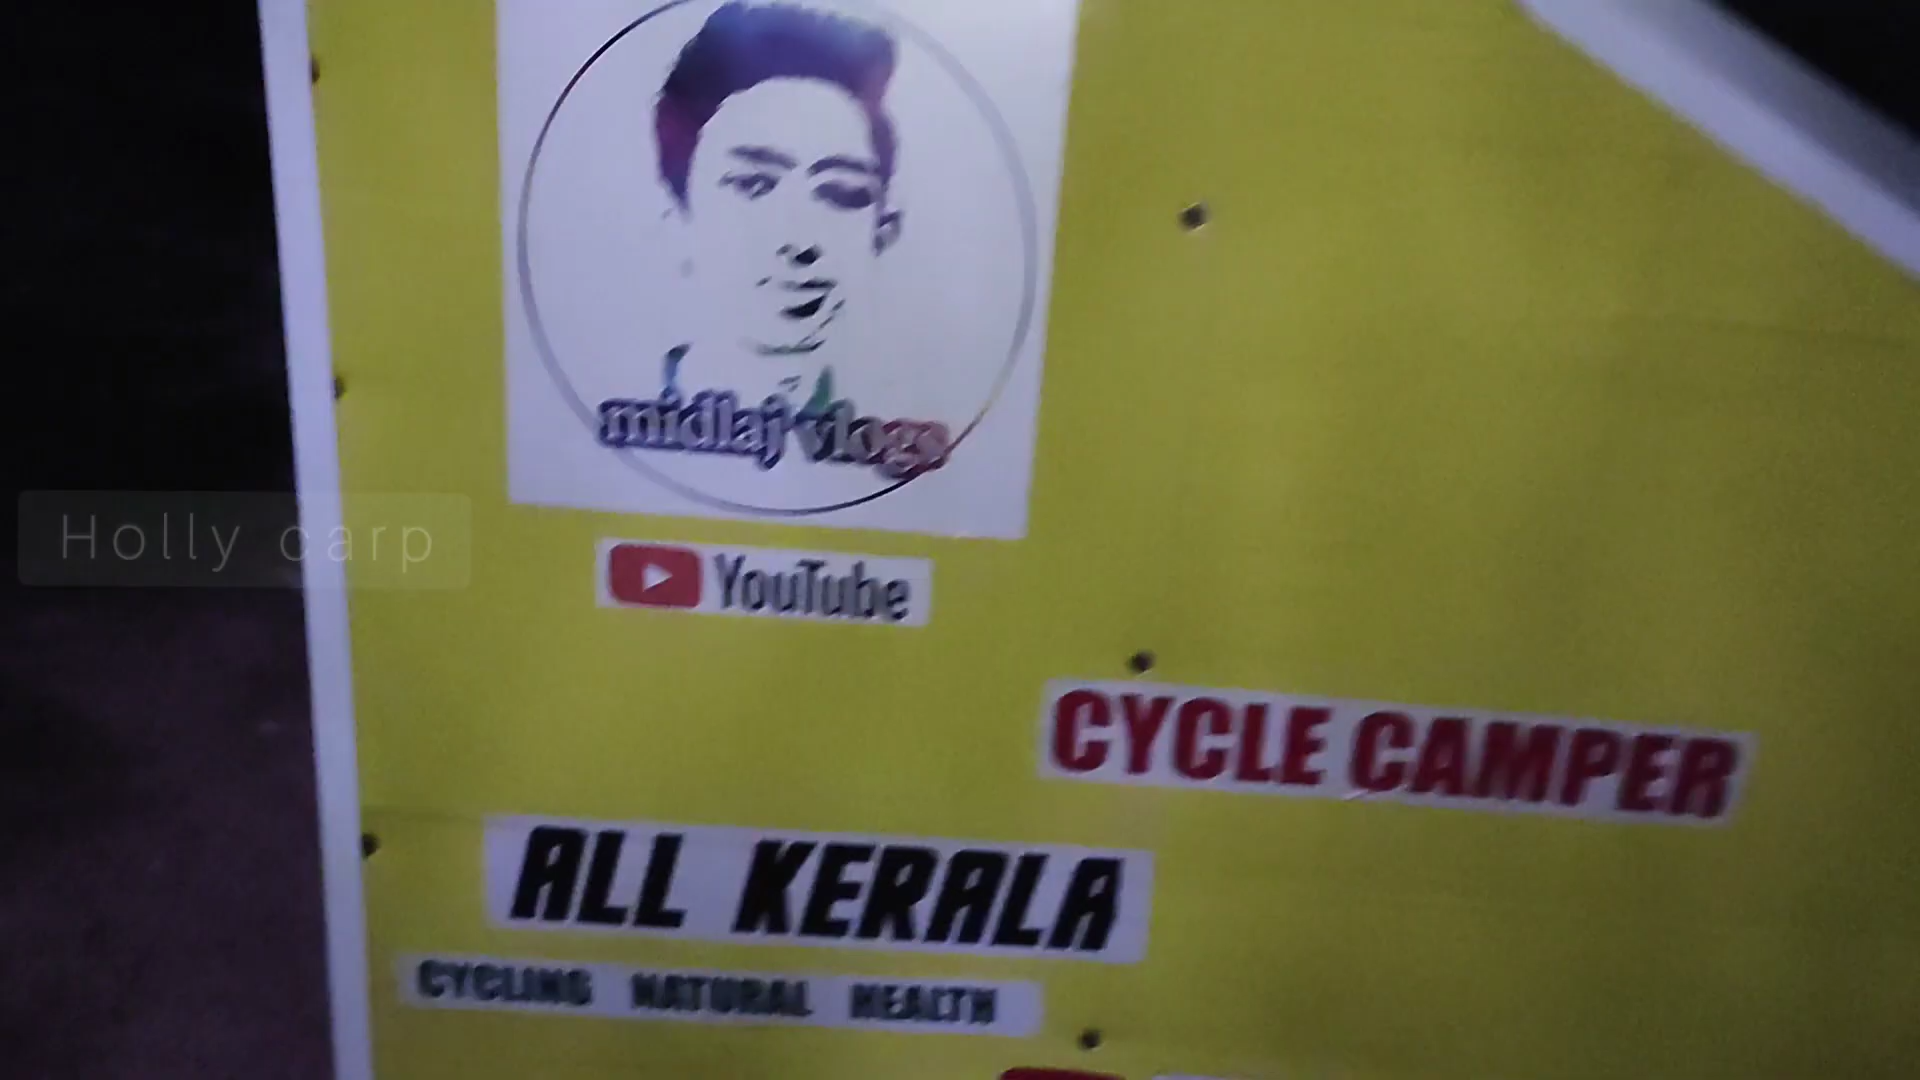 midlaj vlogs
Holly carp
YouTube
CYCLE CAMPER
ALL KERALA
CYCLING NATURAL HEALTH